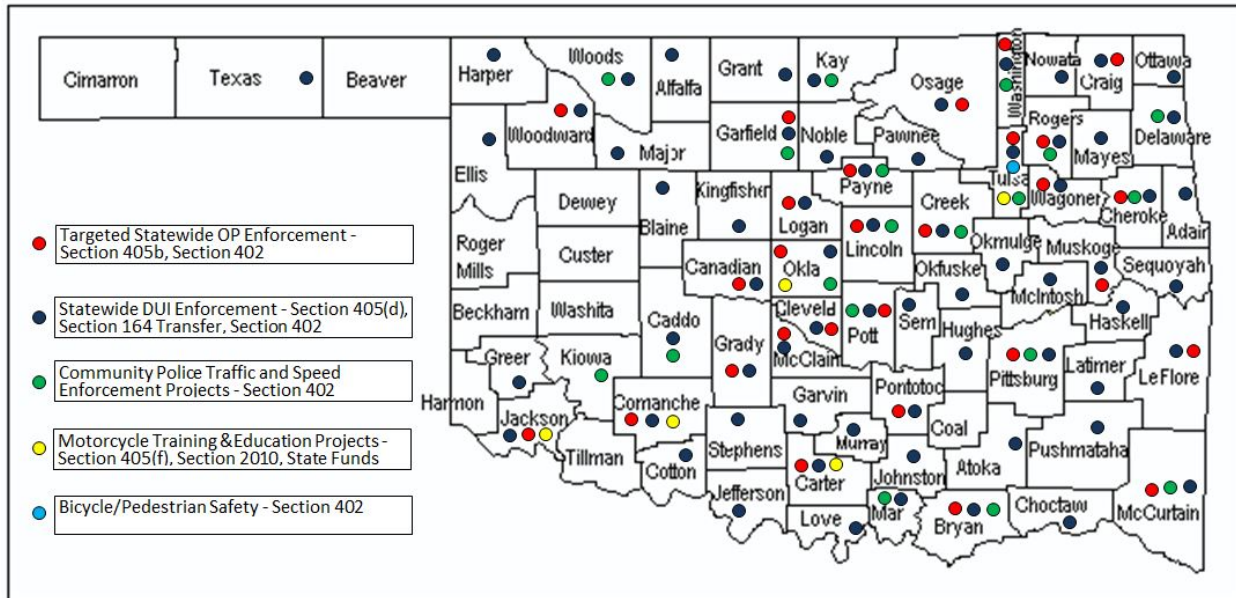 Cimarron
Texas
Beaver
Harper
Woods
Alfalfa
Grant
Kay
Osage
Washington
Nowata
Craig
Ottawa
Woodward
Major
Garfield
Noble
Pawnee
Rogers
Mayes
Delaware
Ellis
Dewey
Blaine
Kingfisher
Logan
Payne
Creek
Tulsa
Wagoner
Cheroke
Adair
Targeted Statewide OP Enforcement -
Section 405b, Section 402
Roger
Mills
Custer
Canadian
Okla
Lincoln
Okfuske
Okmulge
Muskoge
Sequoyah
Statewide DUI Enforcement - Section 405(d),
Section 164 Transfer, Section 402
Beckham
Washita
Caddo
Grady
Cleveld
McClain
Pott
Sem
Hughes
McIntosh
Haskell
Community Police Traffic and Speed
Enforcement Projects - Section 402
Greer
Kiowa
Harmon
Jackson
Comanche
Garvin
Pontotoc
Pittsburg
Latimer
LeFlore
Motorcycle Training & Education Projects -
Section 405(f), Section 2010, State Funds
Tillman
Cotton
Stephens
Murray
Coal
Johnston
Atoka
Pushmataha
Bicycle/Pedestrian Safety - Section 402
Jefferson
Carter
Love
Mar
Bryan
Choctaw
McCurtain